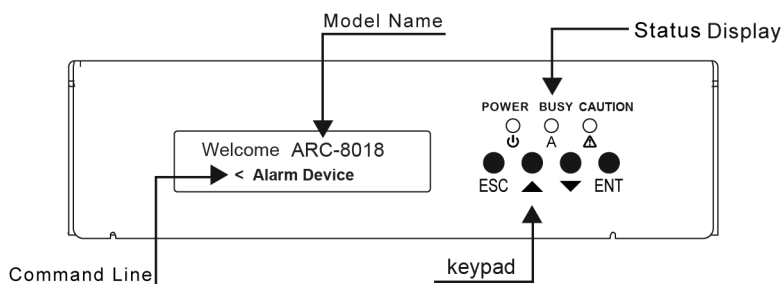 Model Name
Status Display
POWER BUSY CAUTION
A
Welcome ARC-8018
< Alarm Device
ESC ▲ ▼ ENT
Command Line
keypad